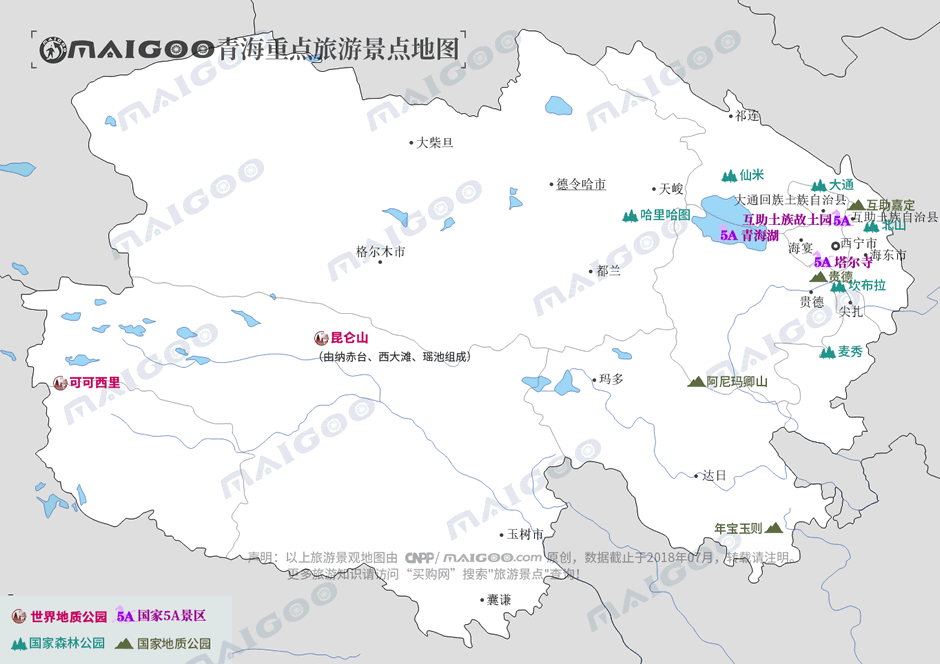 MAIGOO青海重点旅游景点地图
祁连
大柴旦
仙米
德令哈市
天峻
大通
大通回族土族自治县
互助嘉定
哈里哈图
互助土族故土园5A
互助土族自治县
北山
5A 青海湖
格尔木市
海宴
西宁市
海东市
5A 塔尔寺
都兰
贵德
坎布拉
贵德
尖扎
昆仑山
(由纳赤台、西大滩、瑶池组成)
麦秀
可可西里
玛多
阿尼玛卿山
达日
年宝玉则
玉树市
声明：以上旅游景观地图由 CNPP/MAIGOO.com 原创，数据截止于2018年07月，转载请注明。
更多旅游知识请访问“买购网”搜索"旅游景点"查询！
囊谦
世界地质公园 5A 国家5A景区
国家森林公园 国家地质公园